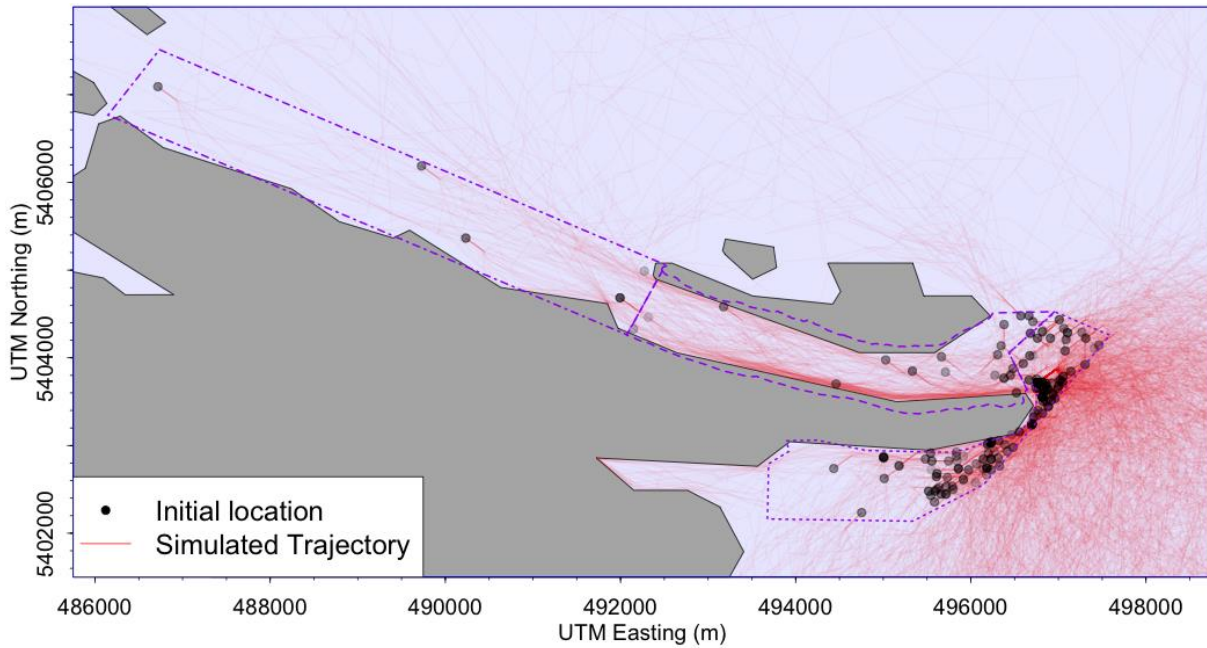 UTM Northing (m)
5406000
5404000
5402000
Initial location
Simulated Trajectory
486000 488000 490000 492000 494000 496000 498000
UTM Easting (m)